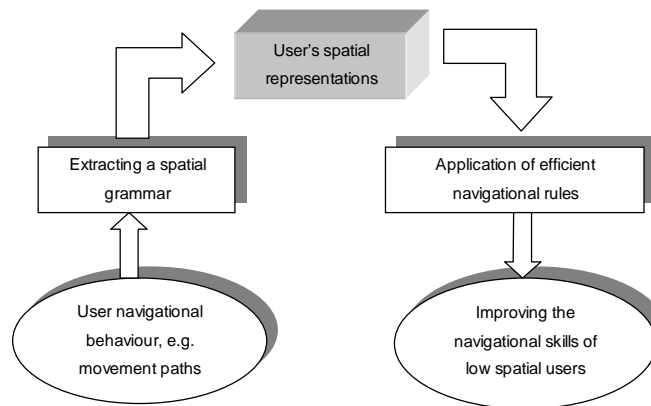 User's spatial
representations
Extracting a spatial
grammar
Application of efficient
navigational rules
User navigational
behaviour, e.g.
movement paths
Improving the
navigational skills of
low spatial users